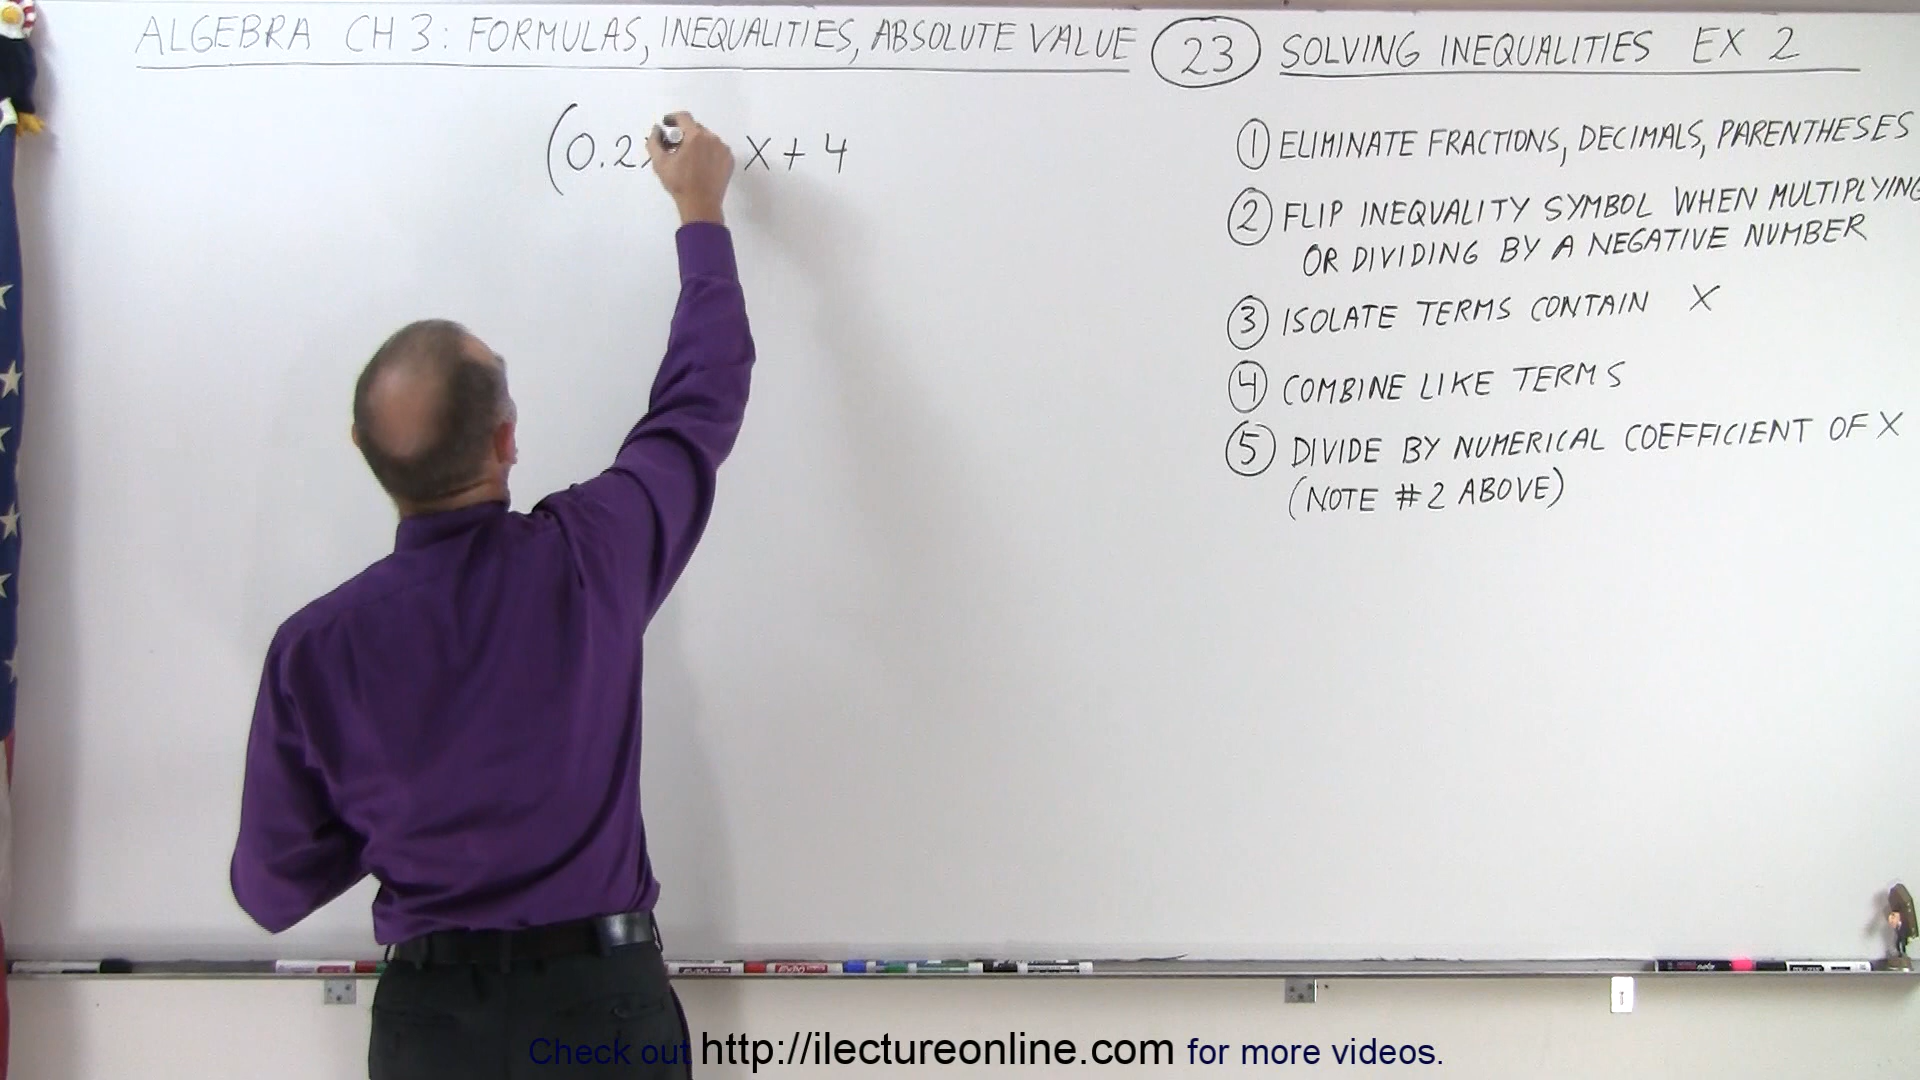 ALGEBRA CH 3: FORMULAS, INEQUALITIES, ABSOLUTE VALUE (23) SOLVING INEQUALITIES EX 2
(0.2x x + 4
① ELIMINATE FRACTIONS, DECIMALS, PARENTHESES
② FLIP INEQUALITY SYMBOL WHEN MULTIPLYING
OR DIVIDING BY A NEGATIVE NUMBER
③ ISOLATE TERMS CONTAIN X
④ COMBINE LIKE TERMS
⑤ DIVIDE BY NUMERICAL COEFFICIENT OF X
(NOTE #2 ABOVE)
Check out http://ilectureonline.com for more videos.